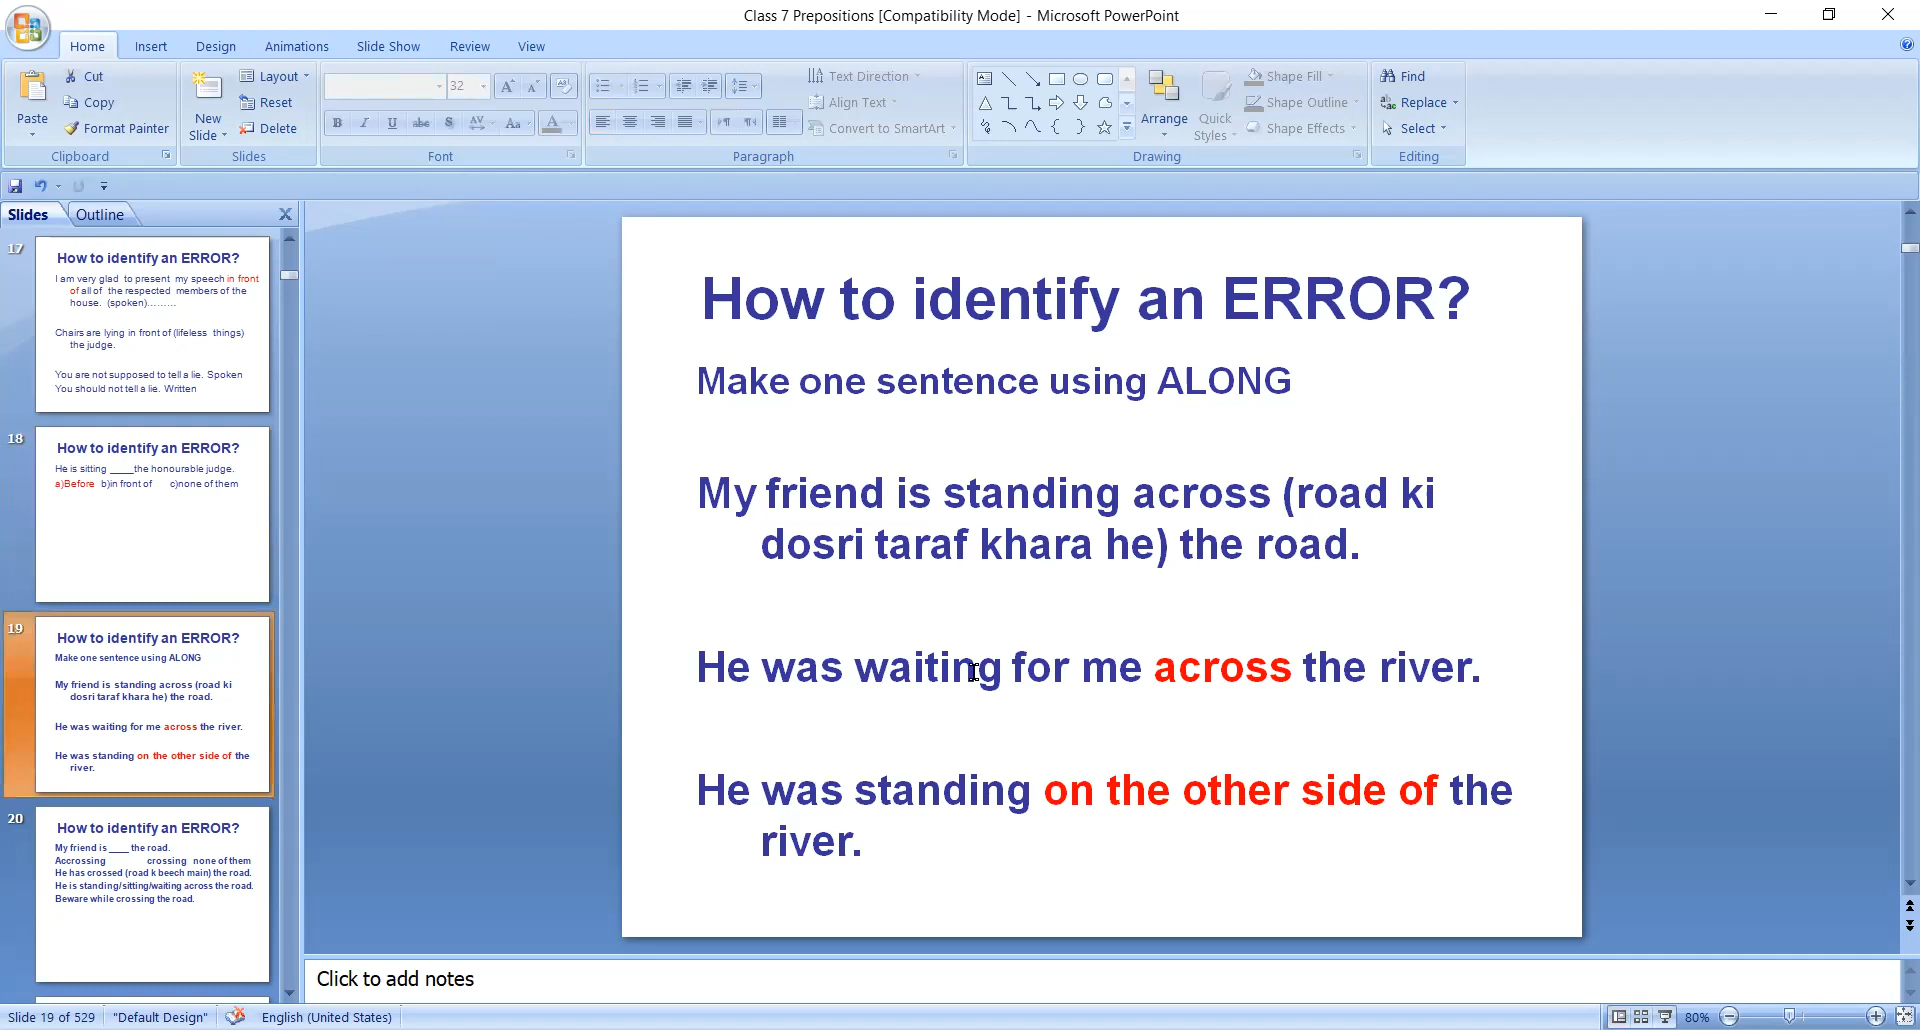 Class 7 Prepositions [Compatibility Mode] - Microsoft PowerPoint
Home Insert Design Animations Slide Show Review View
Paste
Cut
Copy
Format Painter
Clipboard
New Slide
Layout
Reset
Delete
Slides
32
B I U abc S AV Aa A
Font
Text Direction
Align Text
Convert to SmartArt
Paragraph
Arrange
Quick Styles
Shape Fill
Shape Outline
Shape Effects
Drawing
Find
Replace
Select
Editing
Slides Outline
17
How to identify an ERROR?
I am very glad to present my speech in front
of all of the respected members of the
house. (spoken)………
Chairs are lying in front of (lifeless things)
the judge.
You are not supposed to tell a lie. Spoken
You should not tell a lie. Written
18
How to identify an ERROR?
He is sitting ____the honourable judge.
a)Before b)in front of c)none of them
19
How to identify an ERROR?
Make one sentence using ALONG
My friend is standing across (road ki
dosri taraf khara he) the road.
He was waiting for me across the river.
He was standing on the other side of the
river.
20
How to identify an ERROR?
My friend is ____ the road.
Accrossing crossing none of them
He has crossed (road k beech main) the road.
He is standing/sitting/waiting across the road.
Beware while crossing the road.
How to identify an ERROR?
Make one sentence using ALONG
My friend is standing across (road ki
dosri taraf khara he) the road.
He was waiting for me across the river.
He was standing on the other side of the
river.
Click to add notes
Slide 19 of 529 "Default Design" English (United States) 80%